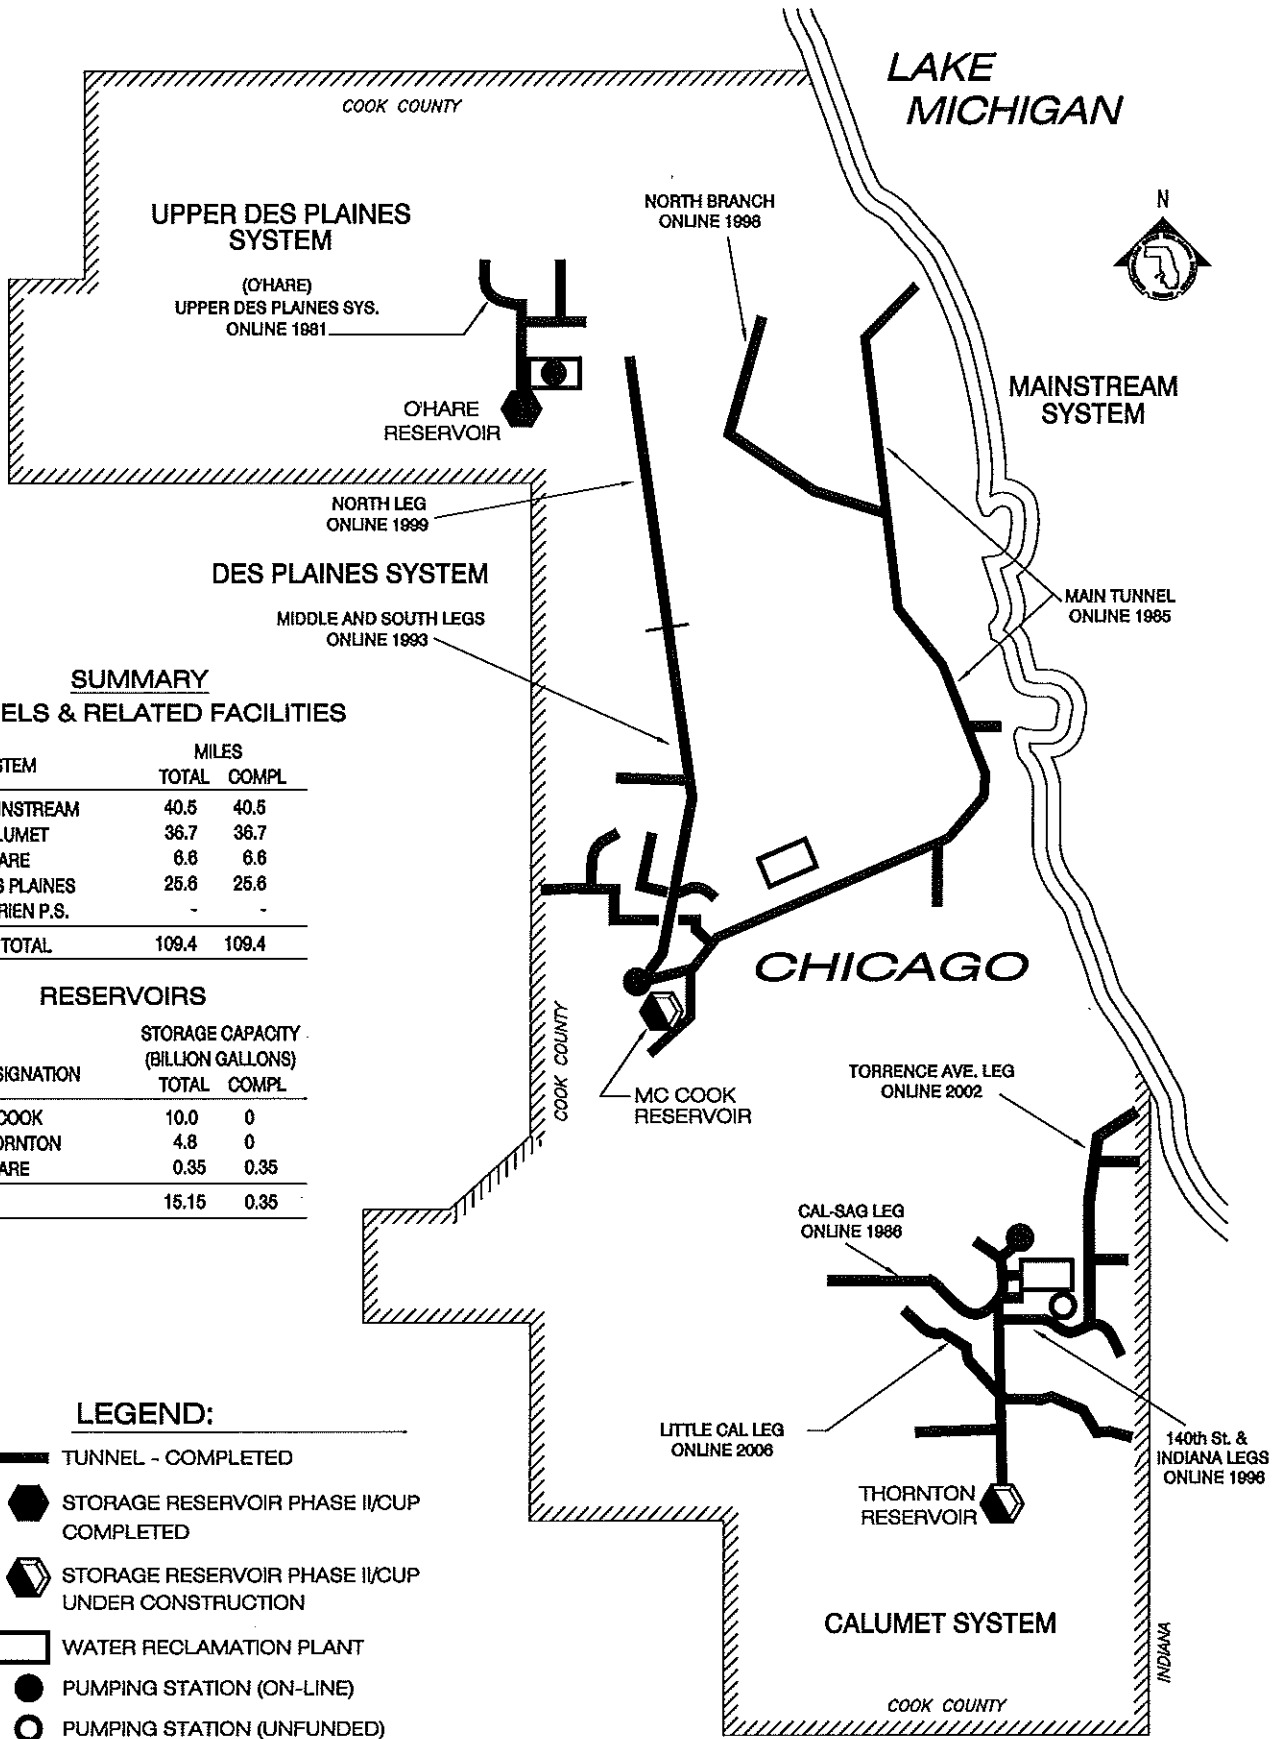 LAKE
MICHIGAN
COOK COUNTY
UPPER DES PLAINES
SYSTEM
(O'HARE)
UPPER DES PLAINES SYS.
ONLINE 1981
NORTH BRANCH
ONLINE 1998
N
MAINSTREAM
SYSTEM
O'HARE
RESERVOIR
NORTH LEG
ONLINE 1999
DES PLAINES SYSTEM
MIDDLE AND SOUTH LEGS
ONLINE 1993
MAIN TUNNEL
ONLINE 1985
SUMMARY
ELS & RELATED FACILITIES
STEM MILES
TOTAL COMPL
INSTREAM 40.5 40.5
LUMET 36.7 36.7
ARE 6.6 6.6
S PLAINES 25.6 25.6
RIEN P.S. - -
TOTAL 109.4 109.4
RESERVOIRS
STORAGE CAPACITY
(BILLION GALLONS)
SIGNATION TOTAL COMPL
COOK 10.0 0
ORNTON 4.8 0
ARE 0.35 0.35
15.15 0.35
CHICAGO
COOK COUNTY
MC COOK
RESERVOIR
TORRENCE AVE. LEG
ONLINE 2002
CAL-SAG LEG
ONLINE 1986
LITTLE CAL LEG
ONLINE 2006
140th St. &
INDIANA LEGS
ONLINE 1996
THORNTON
RESERVOIR
CALUMET SYSTEM
INDIANA
COOK COUNTY
LEGEND:
TUNNEL - COMPLETED
STORAGE RESERVOIR PHASE II/CUP
COMPLETED
STORAGE RESERVOIR PHASE II/CUP
UNDER CONSTRUCTION
WATER RECLAMATION PLANT
PUMPING STATION (ON-LINE)
PUMPING STATION (UNFUNDED)